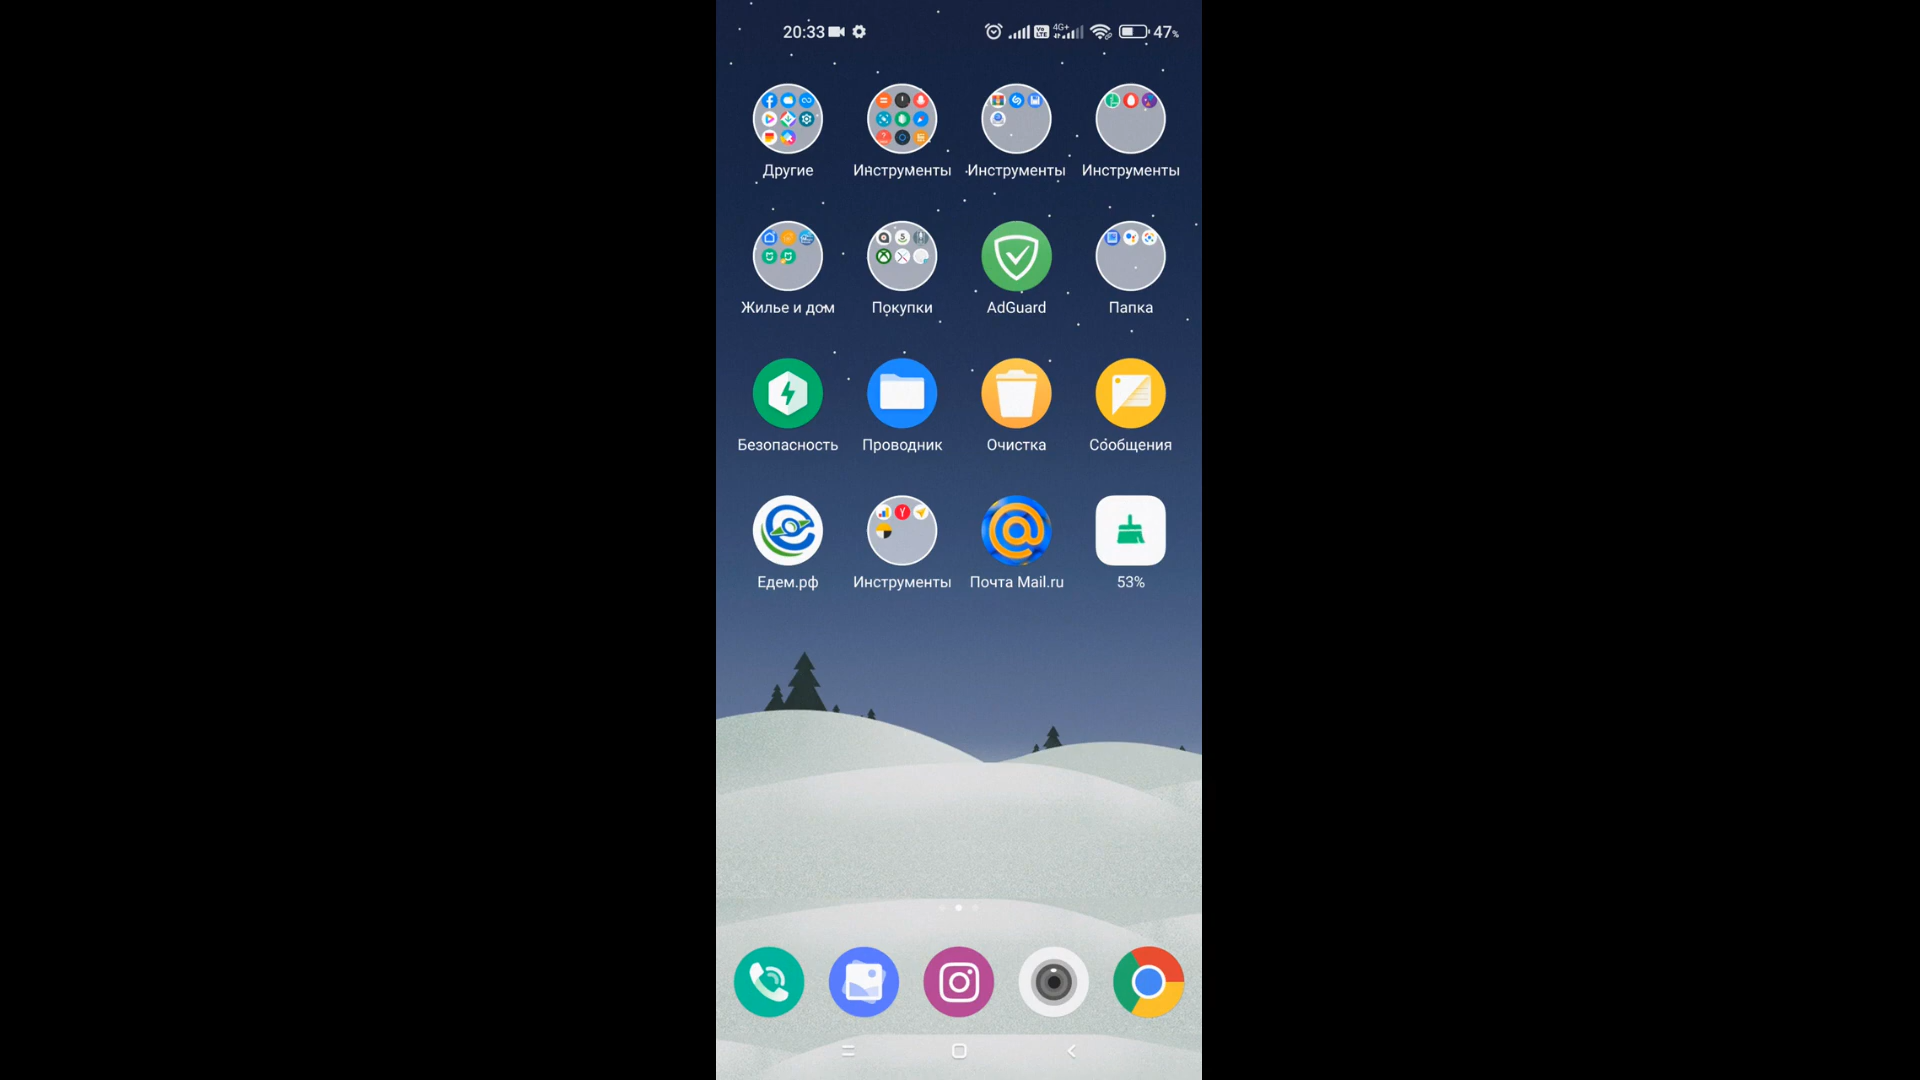 20:33 4G+ 47%
Другие Инструменты Инструменты Инструменты
Жилье и дом Покупки AdGuard Папка
Безопасность Проводник Очистка Сообщения
Едем.рф Инструменты Почта Mail.ru 53%